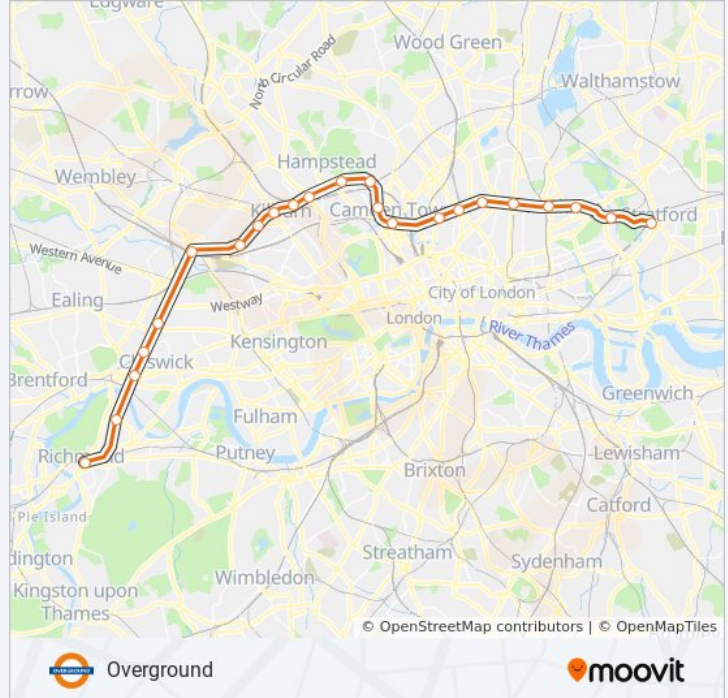 Edgware
Wood Green
North Circular Road
Walthamstow
Hampstead
Wembley
Camden Town
Stratford
Western Avenue
Westway
City of London
Ealing
London
River Thames
Kensington
Chiswick
Brentford
Greenwich
Fulham
Richmond
Putney
Lewisham
Brixton
Pie Island
Catford
Streatham
Sydenham
Wimbledon
Kingston upon
Thames
© OpenStreetMap contributors | © OpenMapTiles
OVERGROUND
Overground
moovit